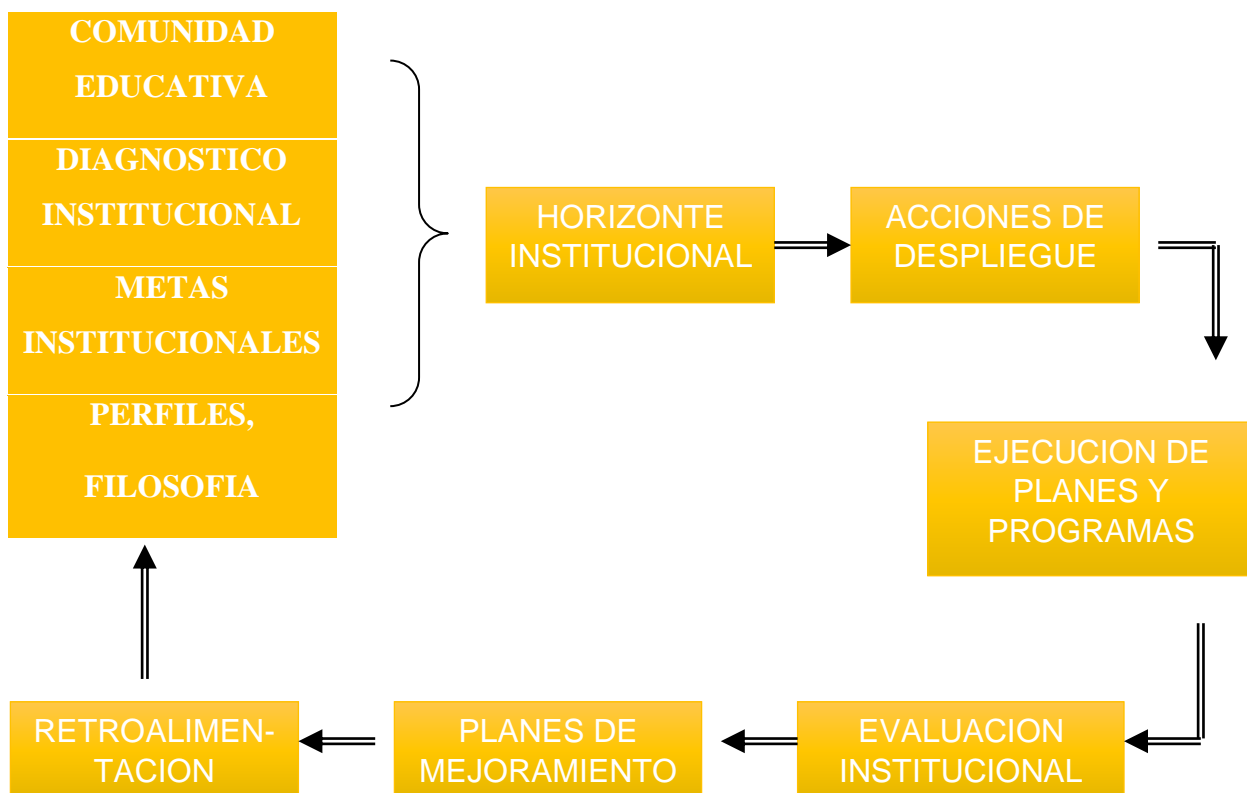 COMUNIDAD
EDUCATIVA
DIAGNOSTICO
INSTITUCIONAL
METAS
INSTITUCIONALES
PERFILES,
FILOSOFIA
HORIZONTE
INSTITUCIONAL
ACCIONES DE
DESPLIEGUE
EJECUCION DE
PLANES Y
PROGRAMAS
EVALUACION
INSTITUCIONAL
PLANES DE
MEJORAMIENTO
RETROALIMEN-
TACION